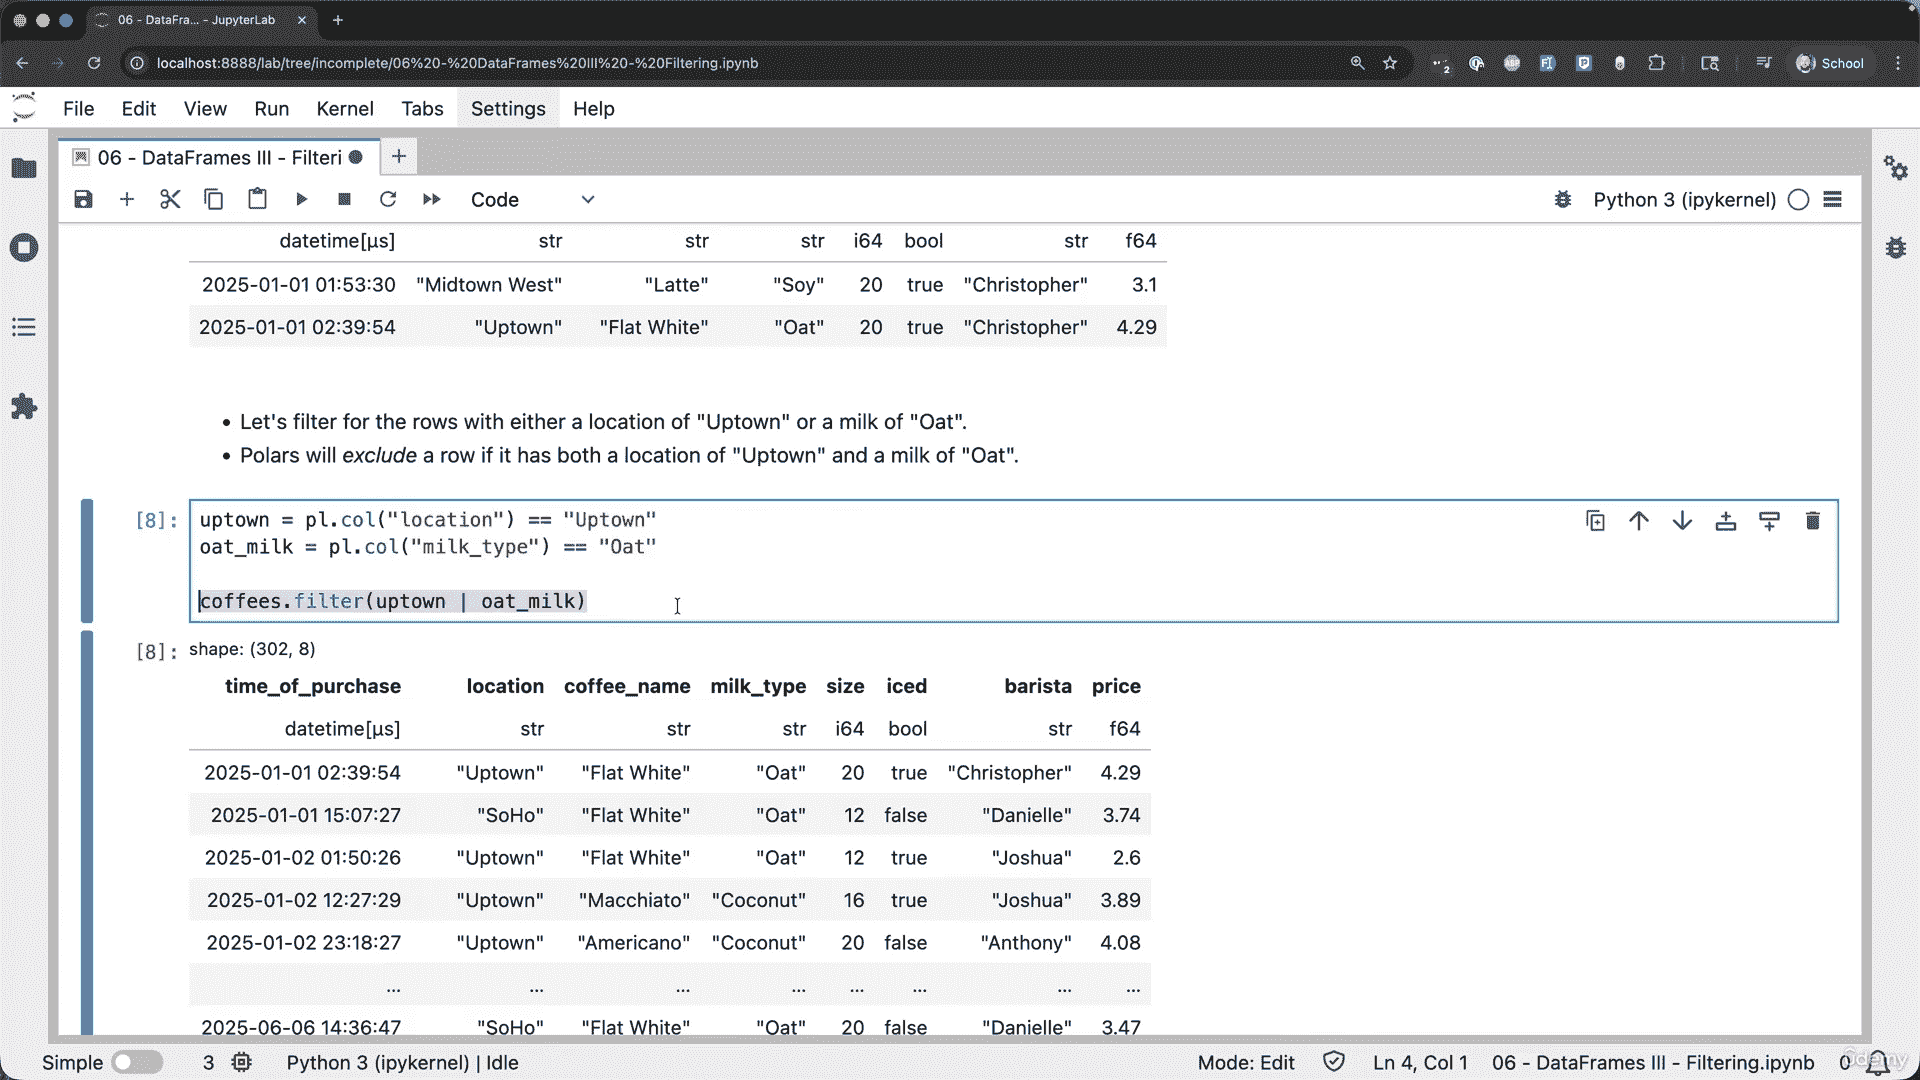 06 - DataFra... - JupyterLab
localhost:8888/lab/tree/incomplete/06%20-%20DataFrames%20III%20-%20Filtering.ipynb
2
School
File Edit View Run Kernel Tabs Settings Help
06 - DataFrames III - Filteri
Code
Python 3 (ipykernel)
datetime[μs] str str str i64 bool str f64
2025-01-01 01:53:30 "Midtown West" "Latte" "Soy" 20 true "Christopher" 3.1
2025-01-01 02:39:54 "Uptown" "Flat White" "Oat" 20 true "Christopher" 4.29
• Let's filter for the rows with either a location of "Uptown" or a milk of "Oat".
• Polars will exclude a row if it has both a location of "Uptown" and a milk of "Oat".
[8]: uptown = pl.col("location") == "Uptown"
oat_milk = pl.col("milk_type") == "Oat"
coffees.filter(uptown | oat_milk)
[8]: shape: (302, 8)
time_of_purchase location coffee_name milk_type size iced barista price
datetime[μs] str str str i64 bool str f64
2025-01-01 02:39:54 "Uptown" "Flat White" "Oat" 20 true "Christopher" 4.29
2025-01-01 15:07:27 "SoHo" "Flat White" "Oat" 12 false "Danielle" 3.74
2025-01-02 01:50:26 "Uptown" "Flat White" "Oat" 12 true "Joshua" 2.6
2025-01-02 12:27:29 "Uptown" "Macchiato" "Coconut" 16 true "Joshua" 3.89
2025-01-02 23:18:27 "Uptown" "Americano" "Coconut" 20 false "Anthony" 4.08
... ... ... ... ... ... ... ...
2025-06-06 14:36:47 "SoHo" "Flat White" "Oat" 20 false "Danielle" 3.47
Simple 3 Python 3 (ipykernel) | Idle Mode: Edit Ln 4, Col 1 06 - DataFrames III - Filtering.ipynb 0
Udemy